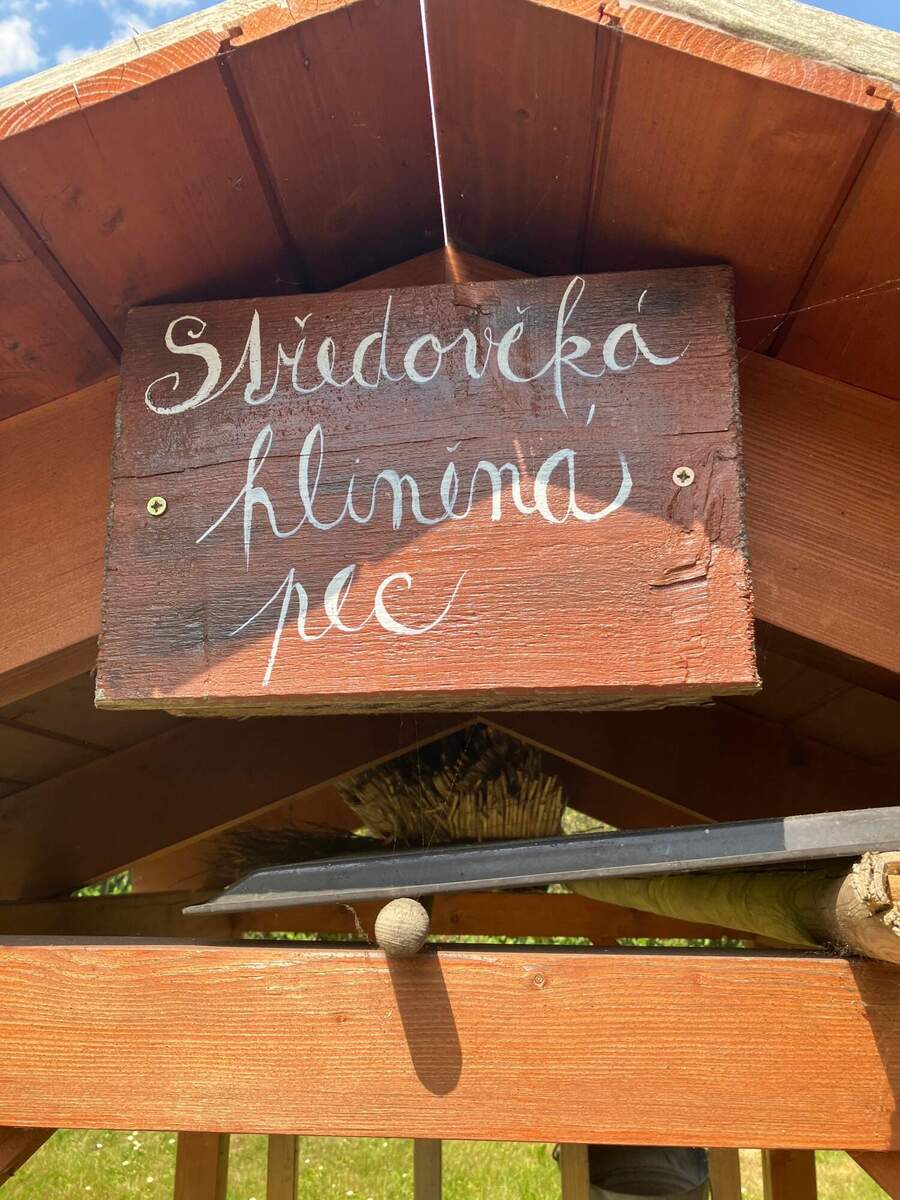 Středověká
hliněná
pec